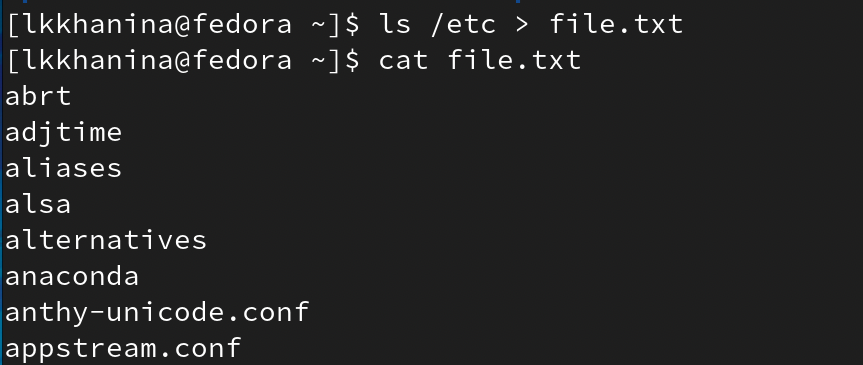 [lkkhanina@fedora ~]$ ls /etc > file.txt
[lkkhanina@fedora ~]$ cat file.txt
abrt
adjtime
aliases
alsa
alternatives
anaconda
anthy-unicode.conf
appstream.conf